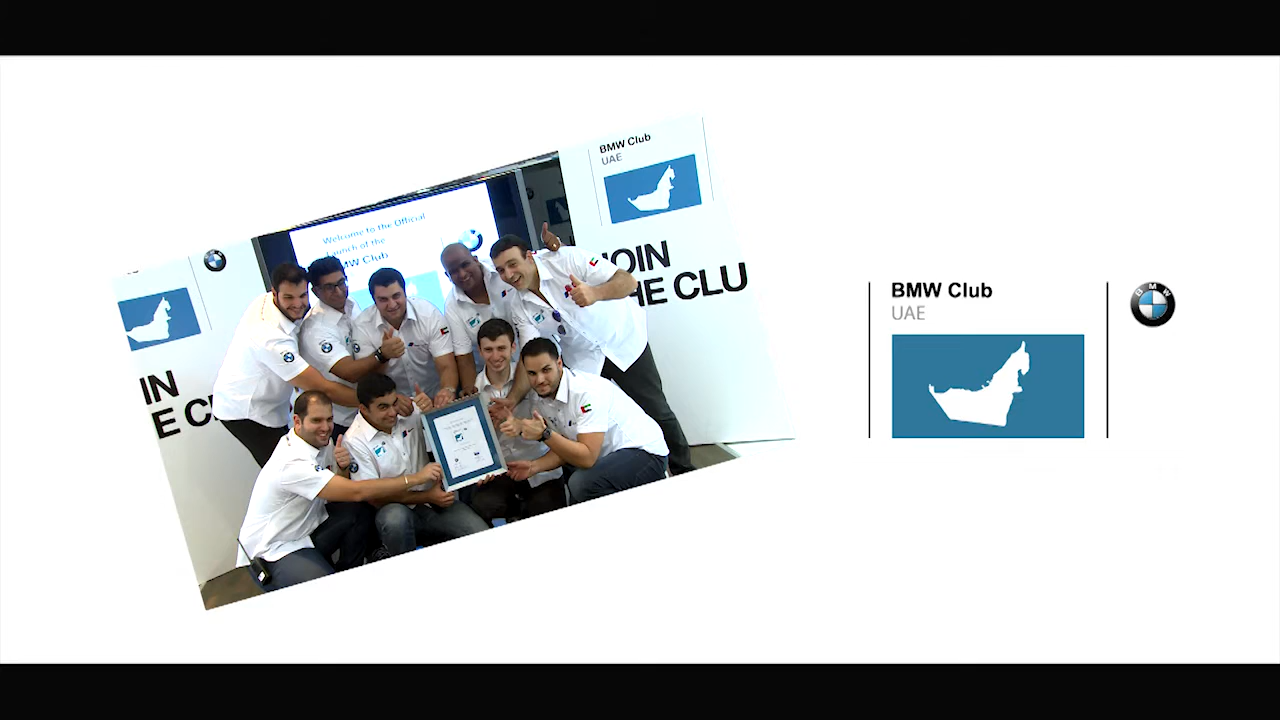 BMW Club
UAE
Welcome to the Official
Launch of the
BMW Club
JOIN
THE CLU
IN
E CL
BMW Club
UAE
BMW